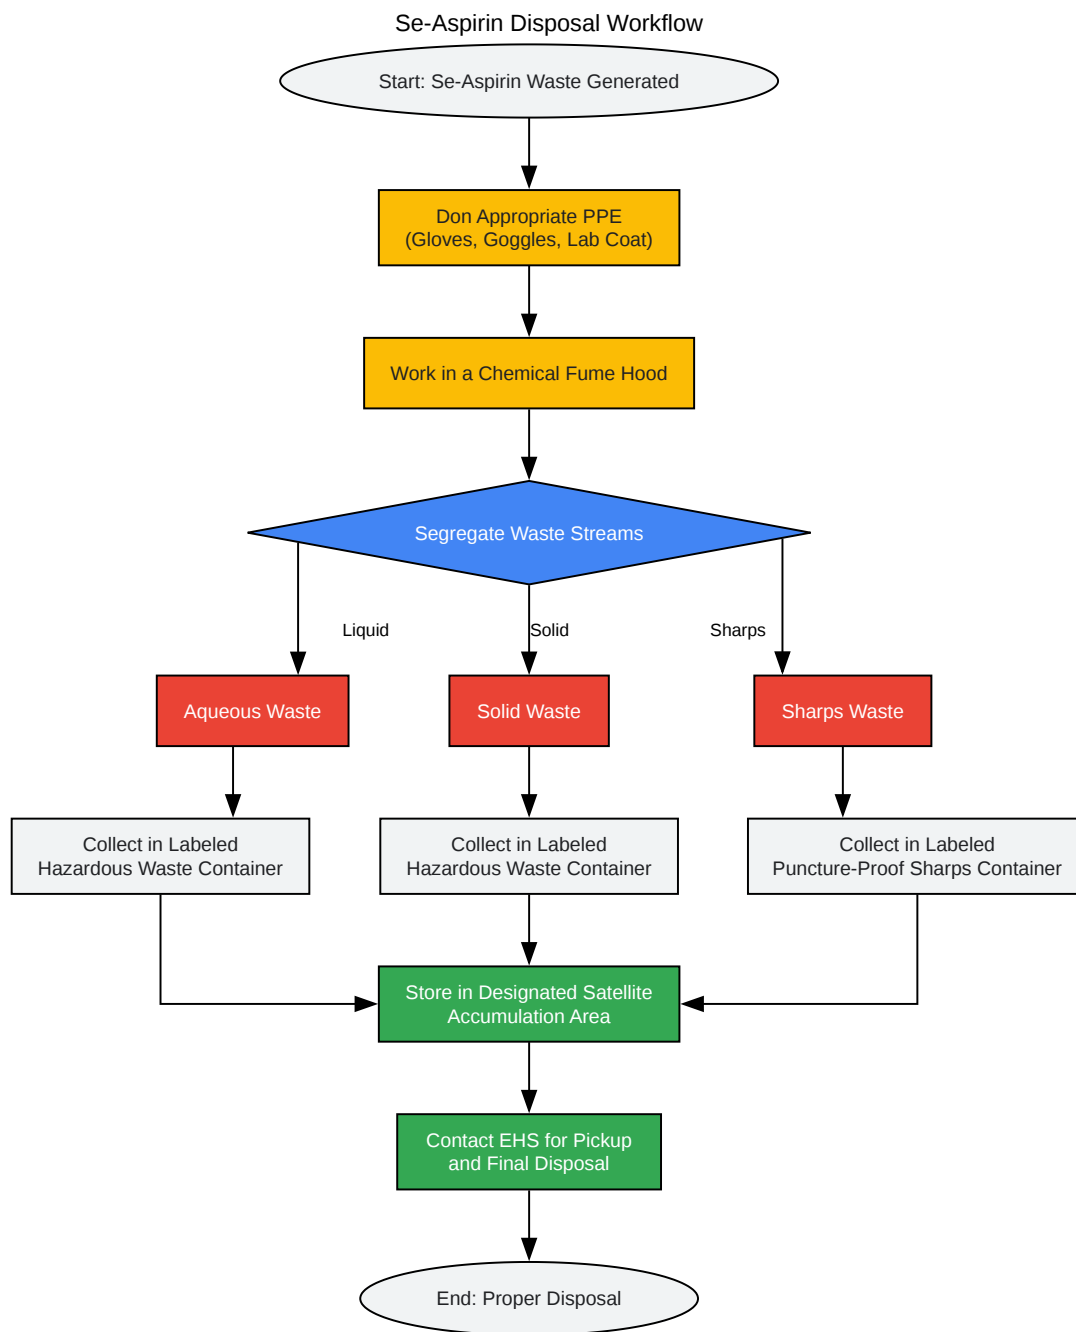 Se-Aspirin Disposal Workflow
Start: Se-Aspirin Waste Generated
Don Appropriate PPE
(Gloves, Goggles, Lab Coat)
Work in a Chemical Fume Hood
Segregate Waste Streams
Liquid
Solid
Sharps
Aqueous Waste
Solid Waste
Sharps Waste
Collect in Labeled
Hazardous Waste Container
Collect in Labeled
Hazardous Waste Container
Collect in Labeled
Puncture-Proof Sharps Container
Store in Designated Satellite
Accumulation Area
Contact EHS for Pickup
and Final Disposal
End: Proper Disposal